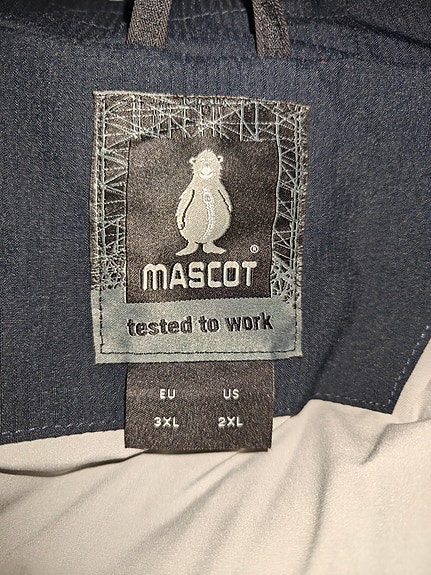 ®
MASCOT
tested to work
EU US
3XL 2XL